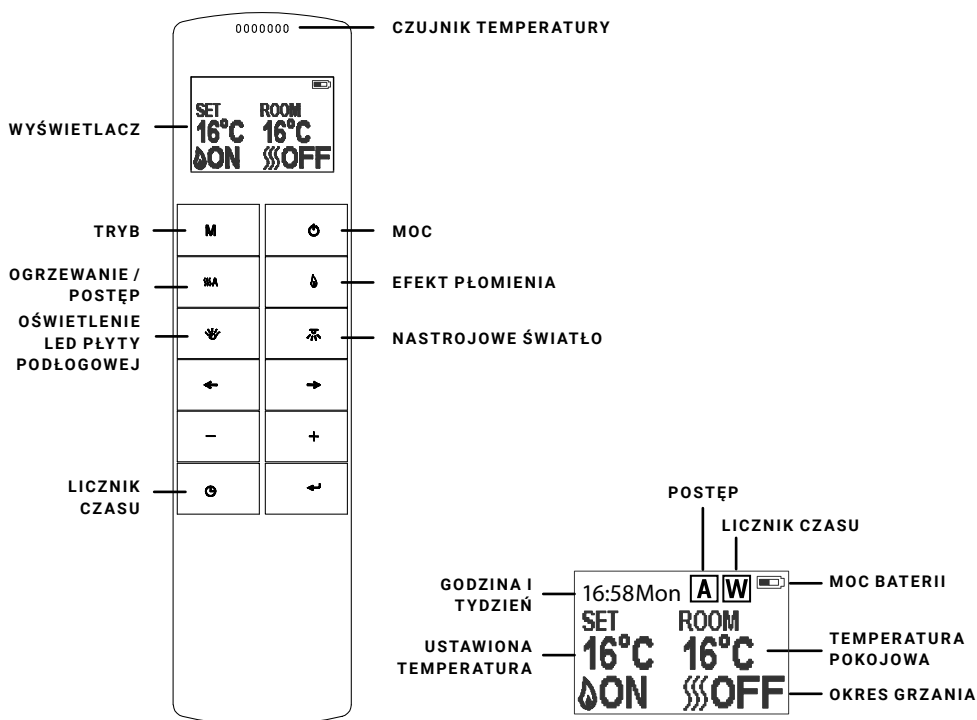 0000000
CZUJNIK TEMPERATURY
SET ROOM
WYŚWIETLACZ
16°C 16°C
ON OFF
TRYB
M
MOC
OGRZEWANIE /
POSTĘP
A
EFEKT PŁOMIENIA
OŚWIETLENIE
LED PŁYTY
PODŁOGOWEJ
NASTROJOWE ŚWIATŁO
− +
LICZNIK
CZASU
POSTĘP
LICZNIK CZASU
GODZINA I
TYDZIEŃ
16:58Mon A W
MOC BATERII
SET ROOM
USTAWIONA
TEMPERATURA
16°C 16°C
TEMPERATURA
POKOJOWA
ON OFF
OKRES GRZANIA